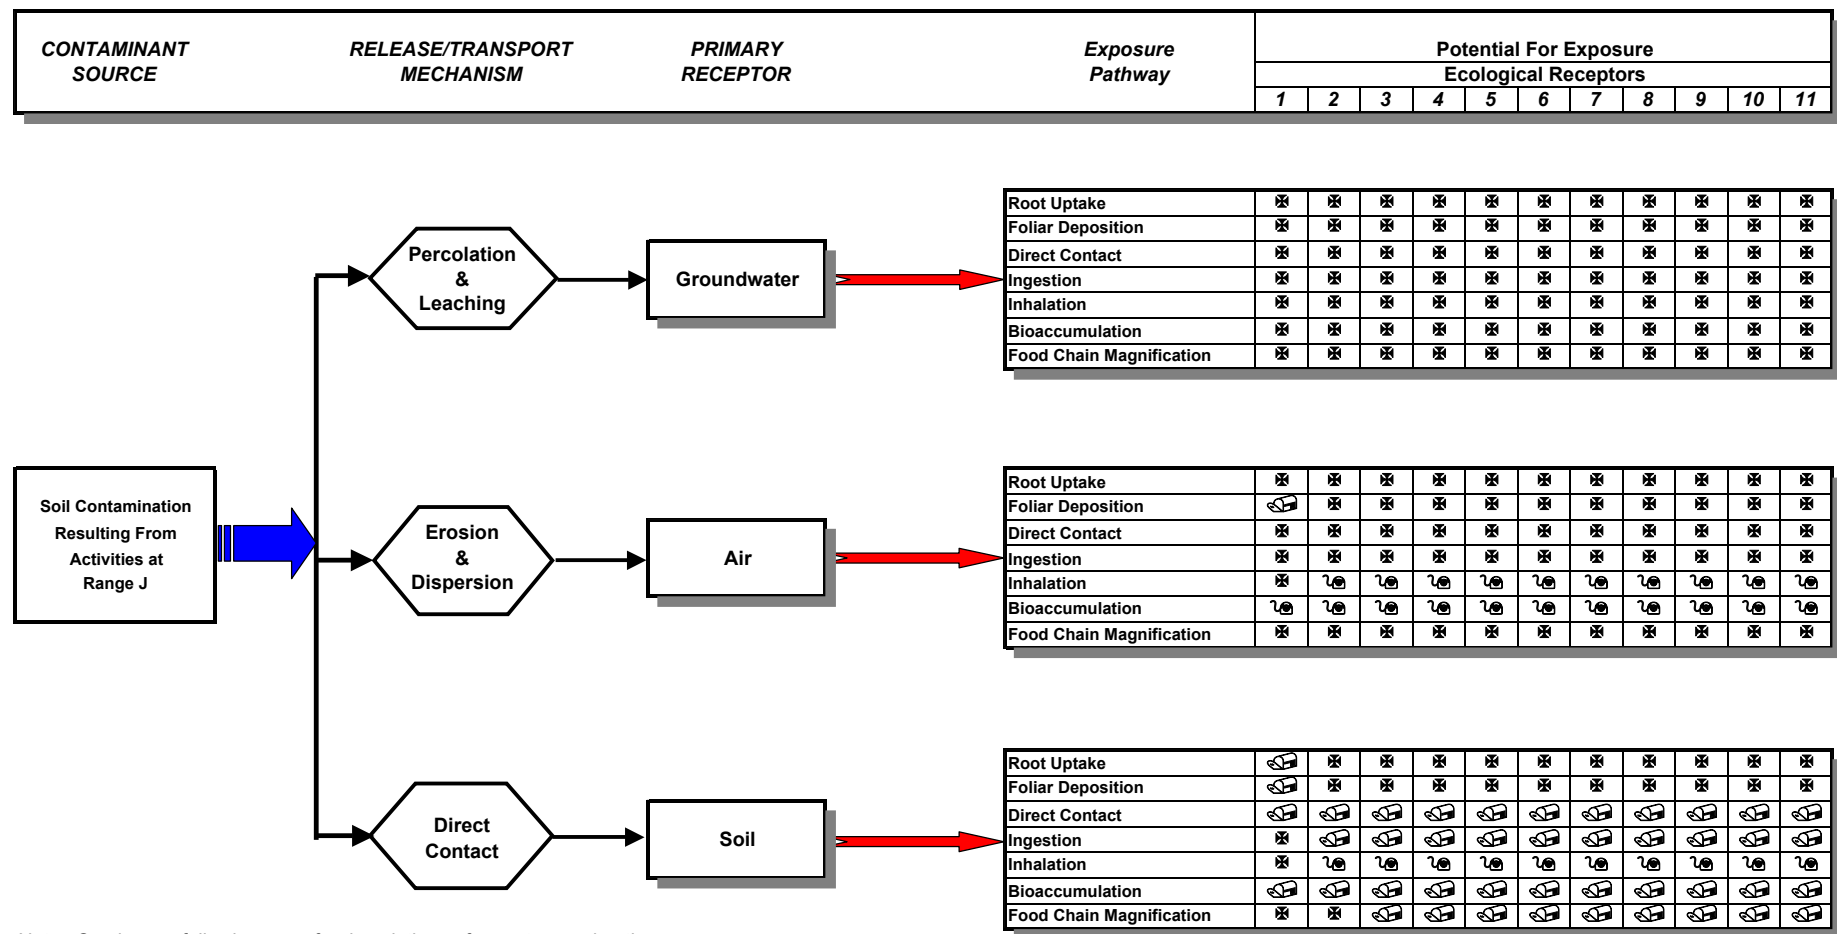 CONTAMINANT
SOURCE
RELEASE/TRANSPORT
MECHANISM
PRIMARY
RECEPTOR
Exposure
Pathway
Potential For Exposure
Ecological Receptors
1 2 3 4 5 6 7 8 9 10 11
Soil Contamination
Resulting From
Activities at
Range J
Percolation
&
Leaching
Groundwater
Root Uptake
Foliar Deposition
Direct Contact
Ingestion
Inhalation
Bioaccumulation
Food Chain Magnification
Erosion
&
Dispersion
Air
Root Uptake
Foliar Deposition
Direct Contact
Ingestion
Inhalation
Bioaccumulation
Food Chain Magnification
Direct
Contact
Soil
Root Uptake
Foliar Deposition
Direct Contact
Ingestion
Inhalation
Bioaccumulation
Food Chain Magnification